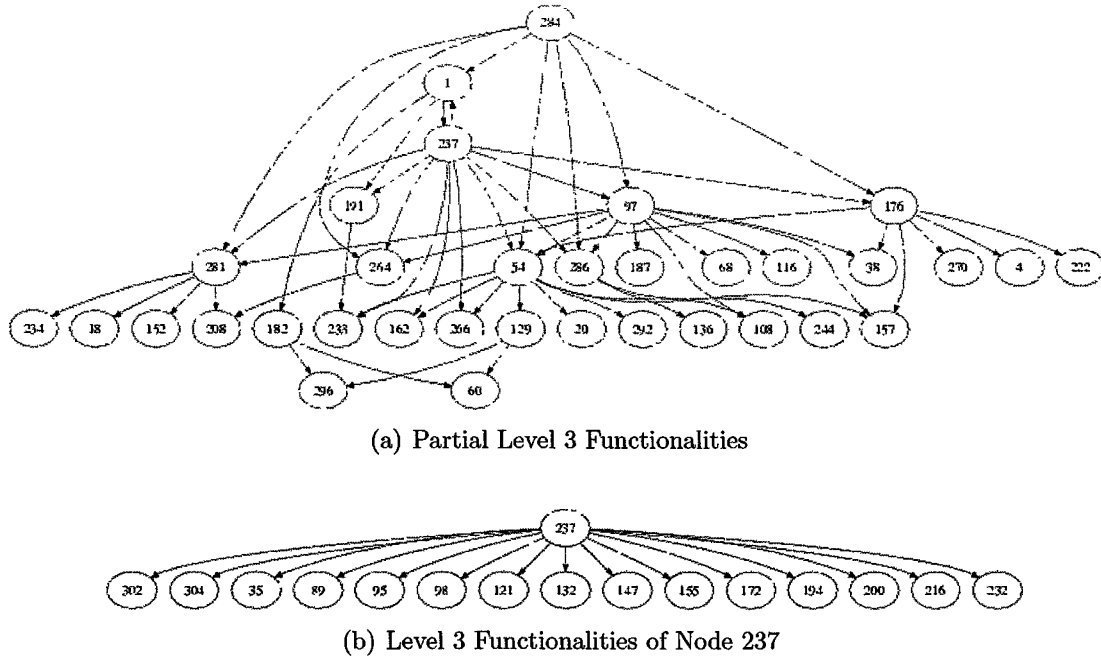 284
1
237
191 97 176
281 264 54 286 187 68 116 38 270 4 222
234 18 152 208 182 233 162 266 129 20 292 136 108 244 157
296 60
(a) Partial Level 3 Functionalities
237
302 304 35 89 95 98 121 132 147 155 172 194 200 216 232
(b) Level 3 Functionalities of Node 237